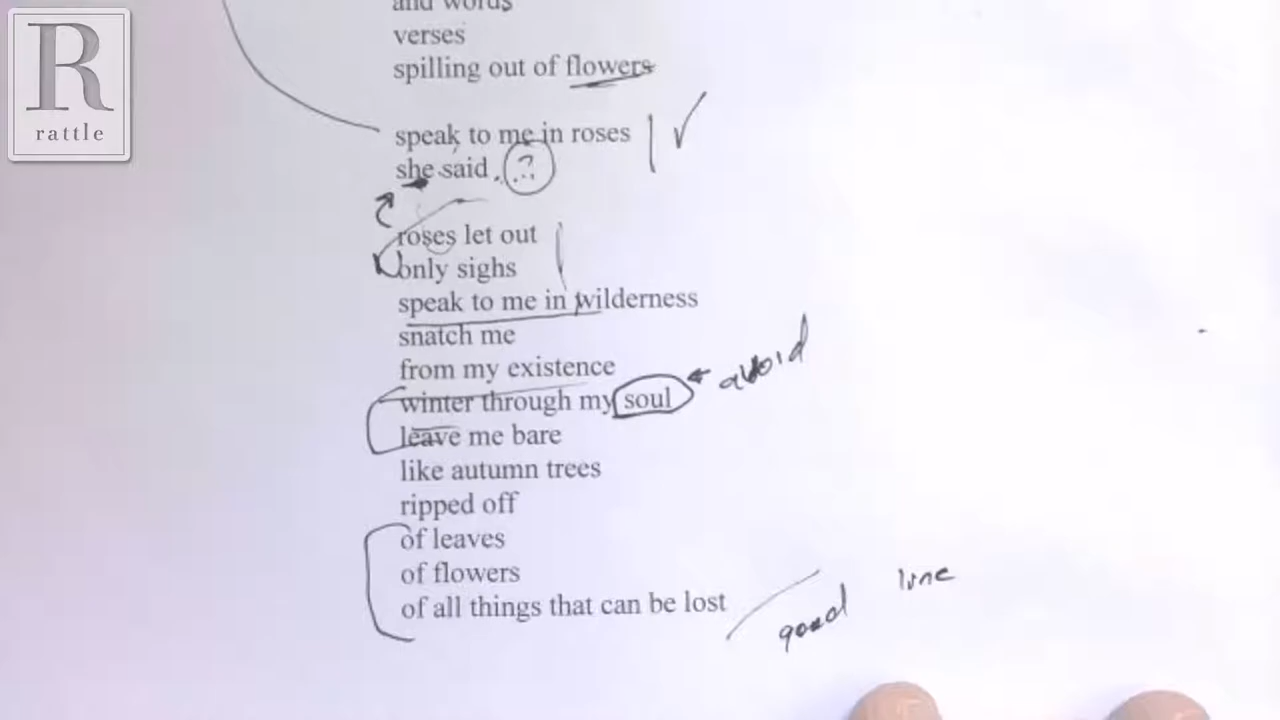 R
rattle
and words
verses
spilling out of flowers
speak to me in roses
she said . ?
roses let out
only sighs
speak to me in wilderness
snatch me
from my existence
winter through my soul avoid
leave me bare
like autumn trees
ripped off
of leaves
of flowers
of all things that can be lost
good line